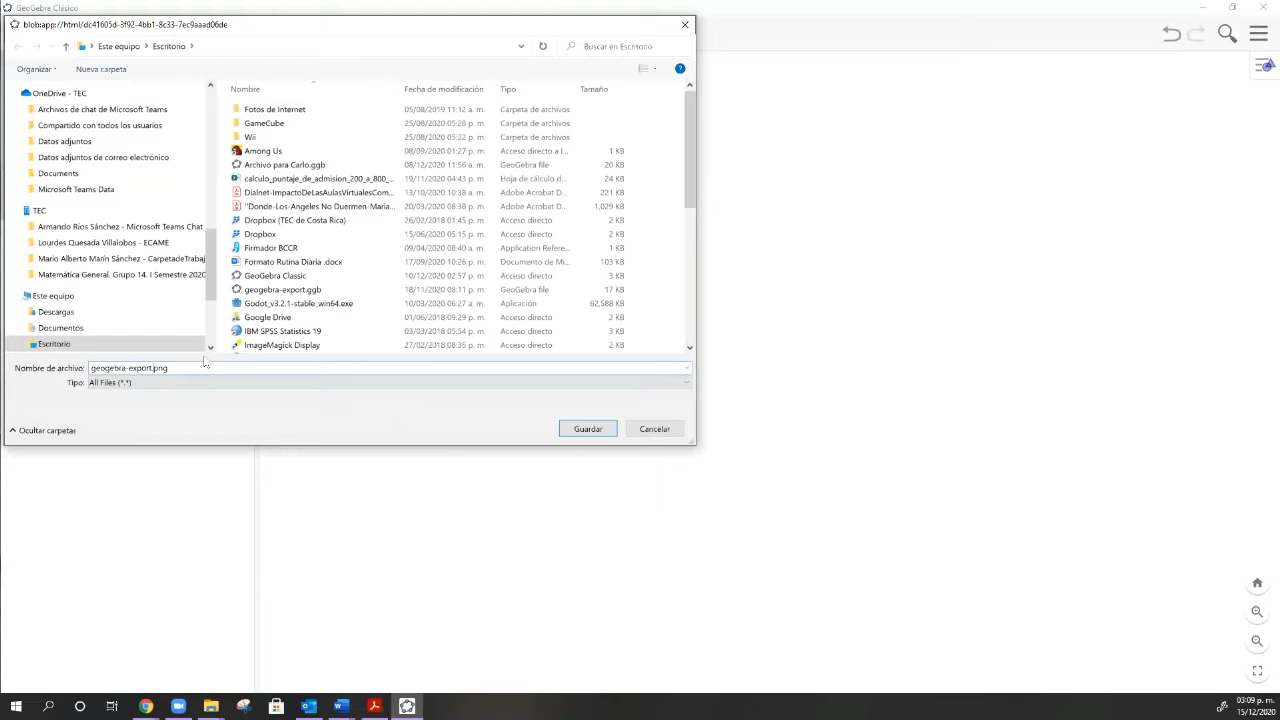 GeoGebra Clásico
blob:app://html/dc41605d-3f92-4bb1-8c33-7ec9aaad06de
Este equipo > Escritorio >
Buscar en Escritorio
Organizar
Nueva carpeta
OneDrive - TEC
Archivos de chat de Microsoft Teams
Compartido con todos los usuarios
Datos adjuntos
Datos adjuntos de correo electrónico
Documents
Microsoft Teams Data
TEC
Armando Ríos Sánchez - Microsoft Teams Chat
Lourdes Quesada Villalobos - ECAME
Mario Alberto Marín Sánchez - CarpetadeTrabaj
Matemática General. Grupo 14. I Semestre 2020
Este equipo
Descargas
Documentos
Escritorio
Nombre Fecha de modificación Tipo Tamaño
Fotos de Internet 05/08/2019 11:12 a. m. Carpeta de archivos
GameCube 25/08/2020 05:28 p. m. Carpeta de archivos
Wii 25/08/2020 05:22 p. m. Carpeta de archivos
Among Us 08/09/2020 01:27 p. m. Acceso directo a I... 1 KB
Archivo para Carlo.ggb 08/12/2020 11:56 a. m. GeoGebra file 20 KB
calculo_puntaje_de_admision_200_a_800_... 19/11/2020 04:43 p. m. Hoja de cálculo d... 24 KB
Dialnet-ImpactoDeLasAulasVirtualesCom... 13/10/2020 10:38 a. m. Adobe Acrobat D... 221 KB
"Donde-Los-Angeles No Duermen-Maria... 20/03/2020 08:38 p. m. Adobe Acrobat D... 1,029 KB
Dropbox (TEC de Costa Rica) 26/02/2018 01:45 p. m. Acceso directo 2 KB
Dropbox 15/06/2020 05:15 p. m. Acceso directo 2 KB
Firmador BCCR 09/04/2020 08:40 a. m. Application Refere... 1 KB
Formato Rutina Diaria .docx 17/09/2020 10:26 p. m. Documento de Mi... 103 KB
GeoGebra Classic 10/12/2020 02:57 p. m. Acceso directo 3 KB
geogebra-export.ggb 18/11/2020 08:11 p. m. GeoGebra file 17 KB
Godot_v3.2.1-stable_win64.exe 10/03/2020 06:27 a. m. Aplicación 62,588 KB
Google Drive 01/06/2018 09:29 p. m. Acceso directo 2 KB
IBM SPSS Statistics 19 03/03/2018 05:54 p. m. Acceso directo 2 KB
ImageMagick Display 27/02/2018 08:35 p. m. Acceso directo 2 KB
Nombre de archivo: geogebra-export.png
Tipo: All Files (*.*)
Ocultar carpetas
Guardar
Cancelar
03:09 p. m.
15/12/2020